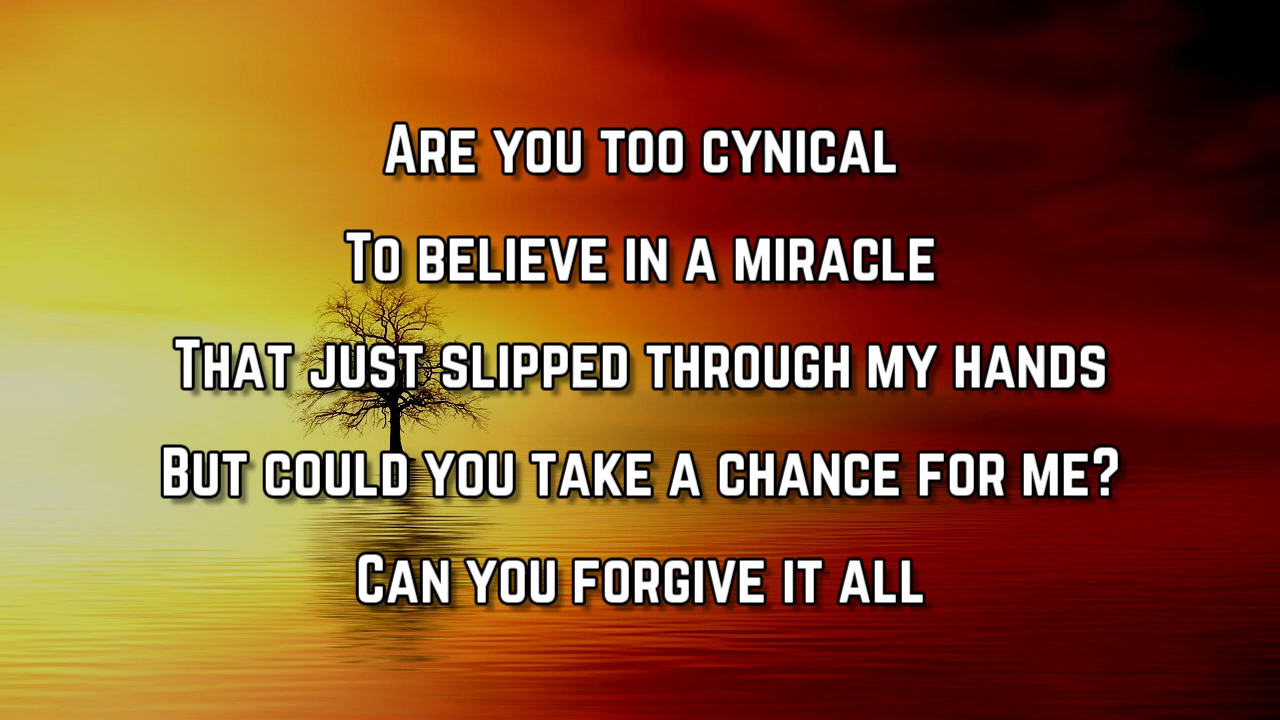 Are you too cynical
To believe in a miracle
That just slipped through my hands
But could you take a chance for me?
Can you forgive it all